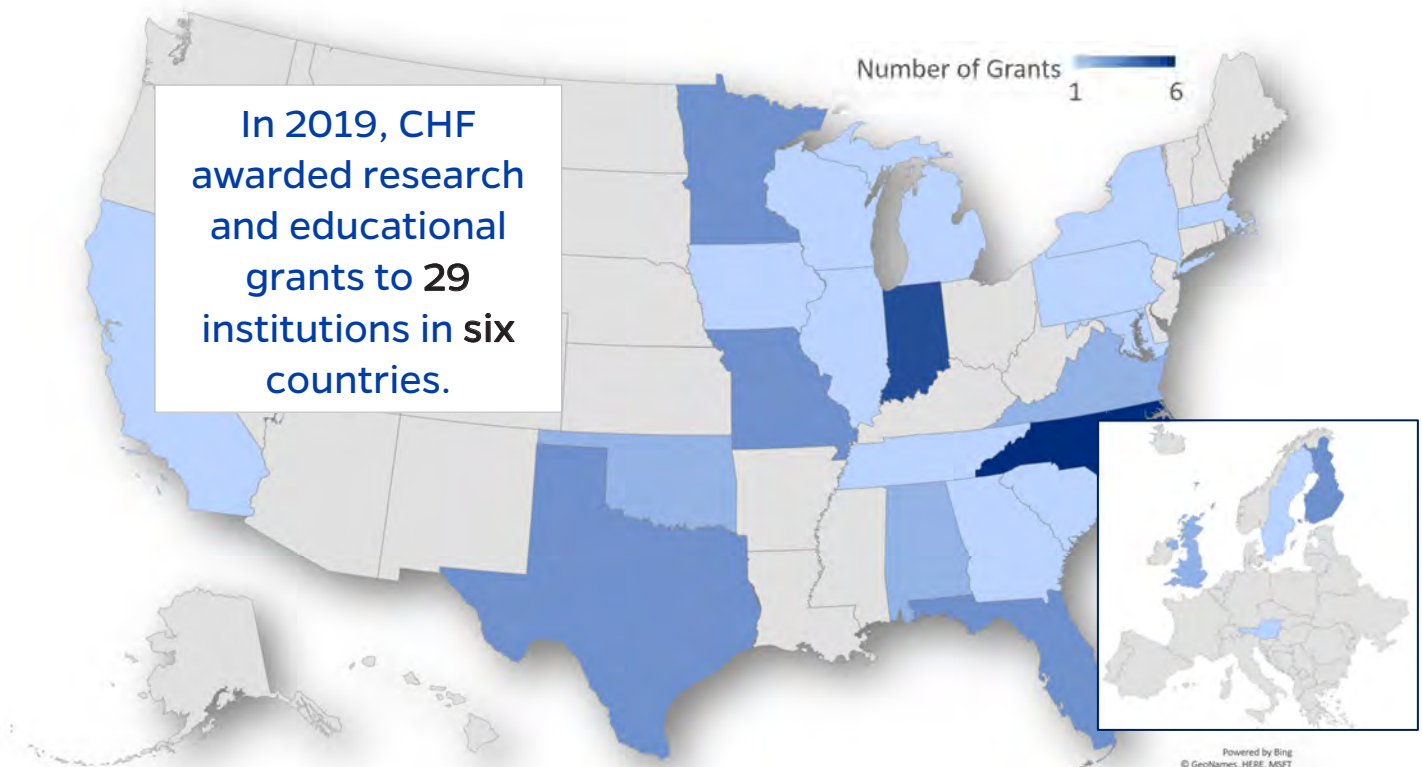 Number of Grants
1 6
In 2019, CHF
awarded research
and educational
grants to 29
institutions in six
countries.
Powered by Bing
© GeoNames, HERE, MSFT